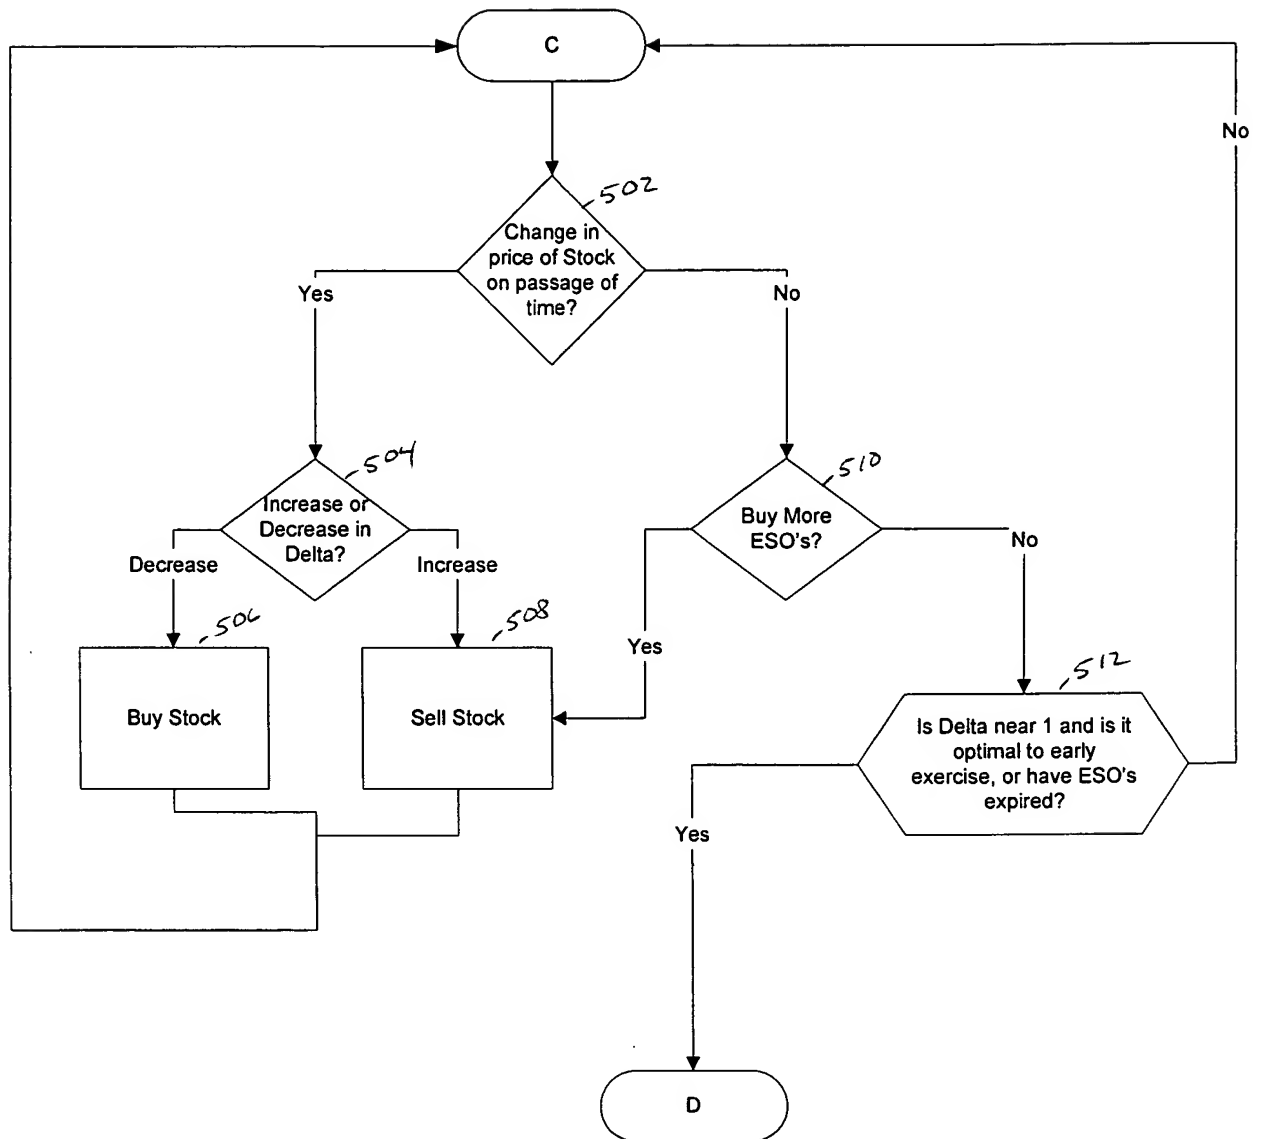 C
No
502
Change in
price of Stock
on passage of
time?
Yes
No
504
510
Increase or
Decrease in
Delta?
Buy More
ESO's?
No
Decrease
Increase
506
508
Yes
512
Buy Stock
Sell Stock
Is Delta near 1 and is it
optimal to early
exercise, or have ESO's
expired?
Yes
D